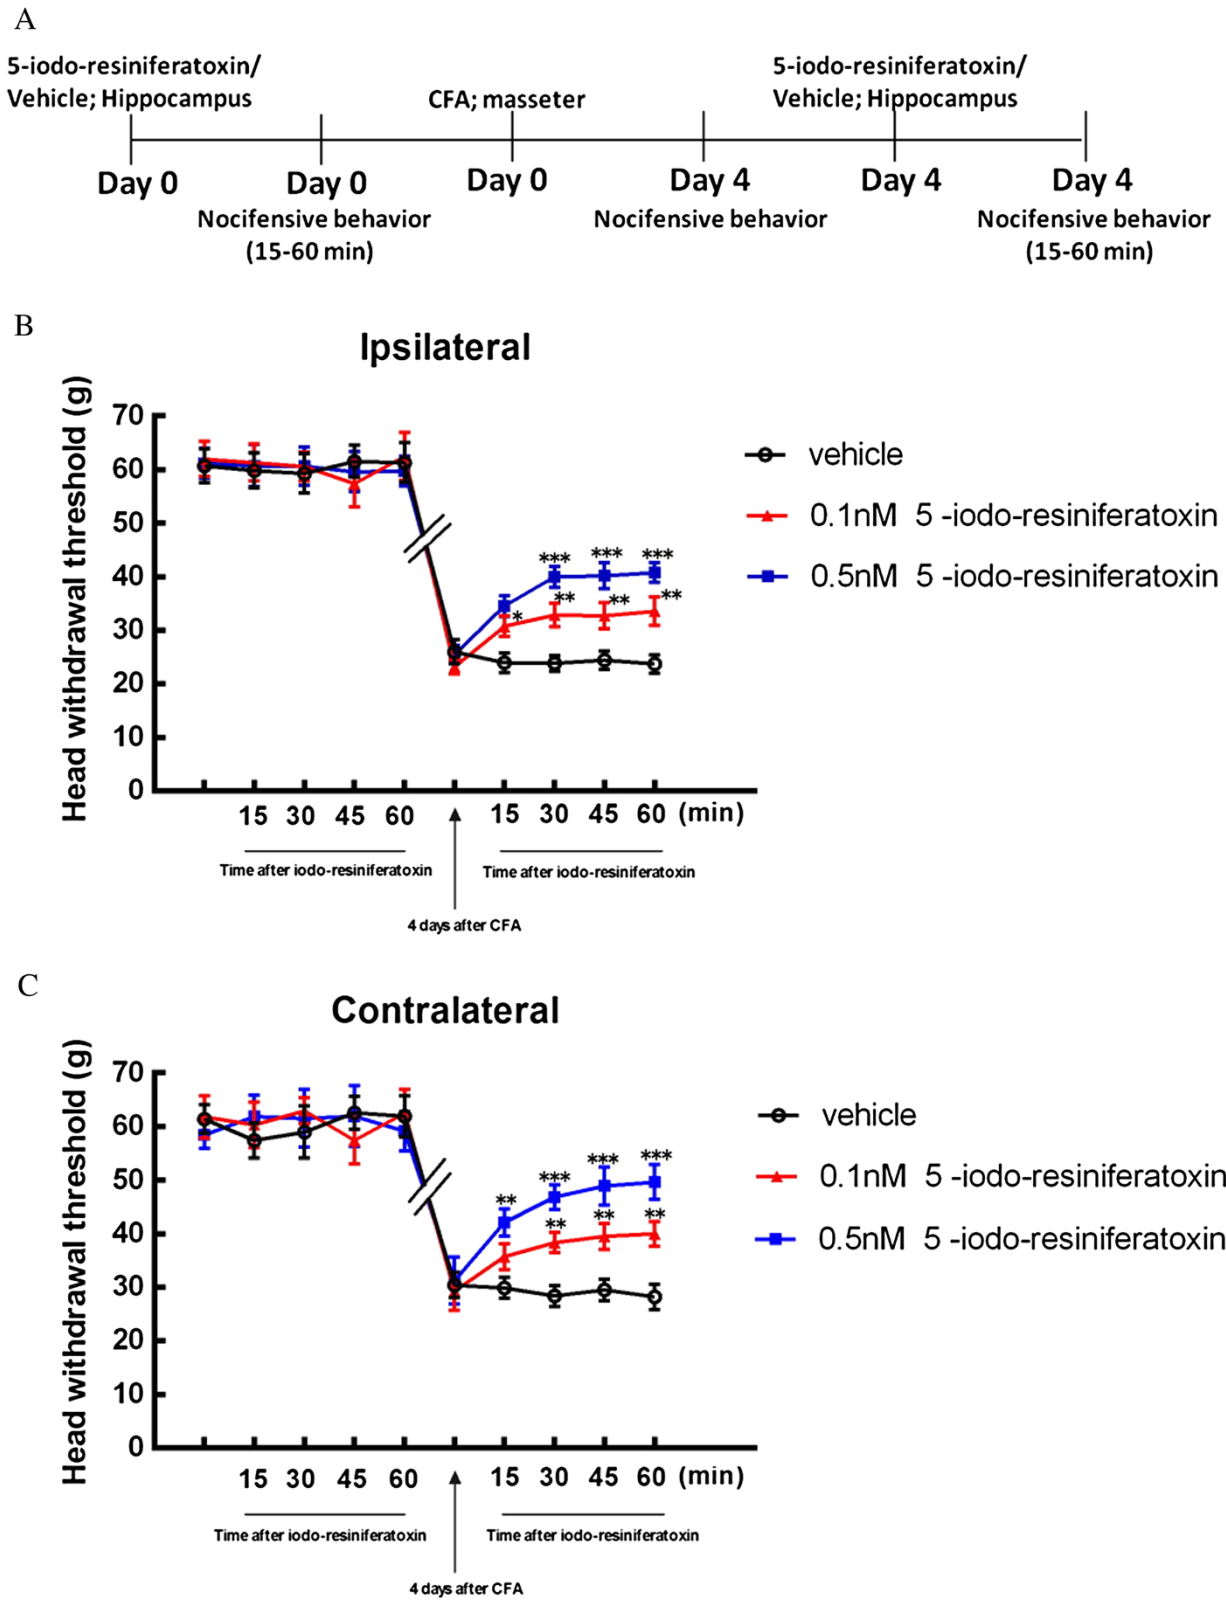 A
5-iodo-resiniferatoxin/
Vehicle; Hippocampus
CFA; masseter
5-iodo-resiniferatoxin/
Vehicle; Hippocampus
Day 0
Day 0
Day 0
Day 4
Day 4
Day 4
Nocifensive behavior
(15-60 min)
Nocifensive behavior
Nocifensive behavior
(15-60 min)
B
Ipsilateral
Head withdrawal threshold (g)
70
60
50
40
30
20
10
0
*
**
**
**
***
***
***
vehicle
0.1nM 5 -iodo-resiniferatoxin
0.5nM 5 -iodo-resiniferatoxin
15 30 45 60 15 30 45 60 (min)
Time after iodo-resiniferatoxin
Time after iodo-resiniferatoxin
4 days after CFA
C
Contralateral
Head withdrawal threshold (g)
70
60
50
40
30
20
10
0
**
***
***
***
**
**
**
vehicle
0.1nM 5 -iodo-resiniferatoxin
0.5nM 5 -iodo-resiniferatoxin
15 30 45 60 15 30 45 60 (min)
Time after iodo-resiniferatoxin
Time after iodo-resiniferatoxin
4 days after CFA